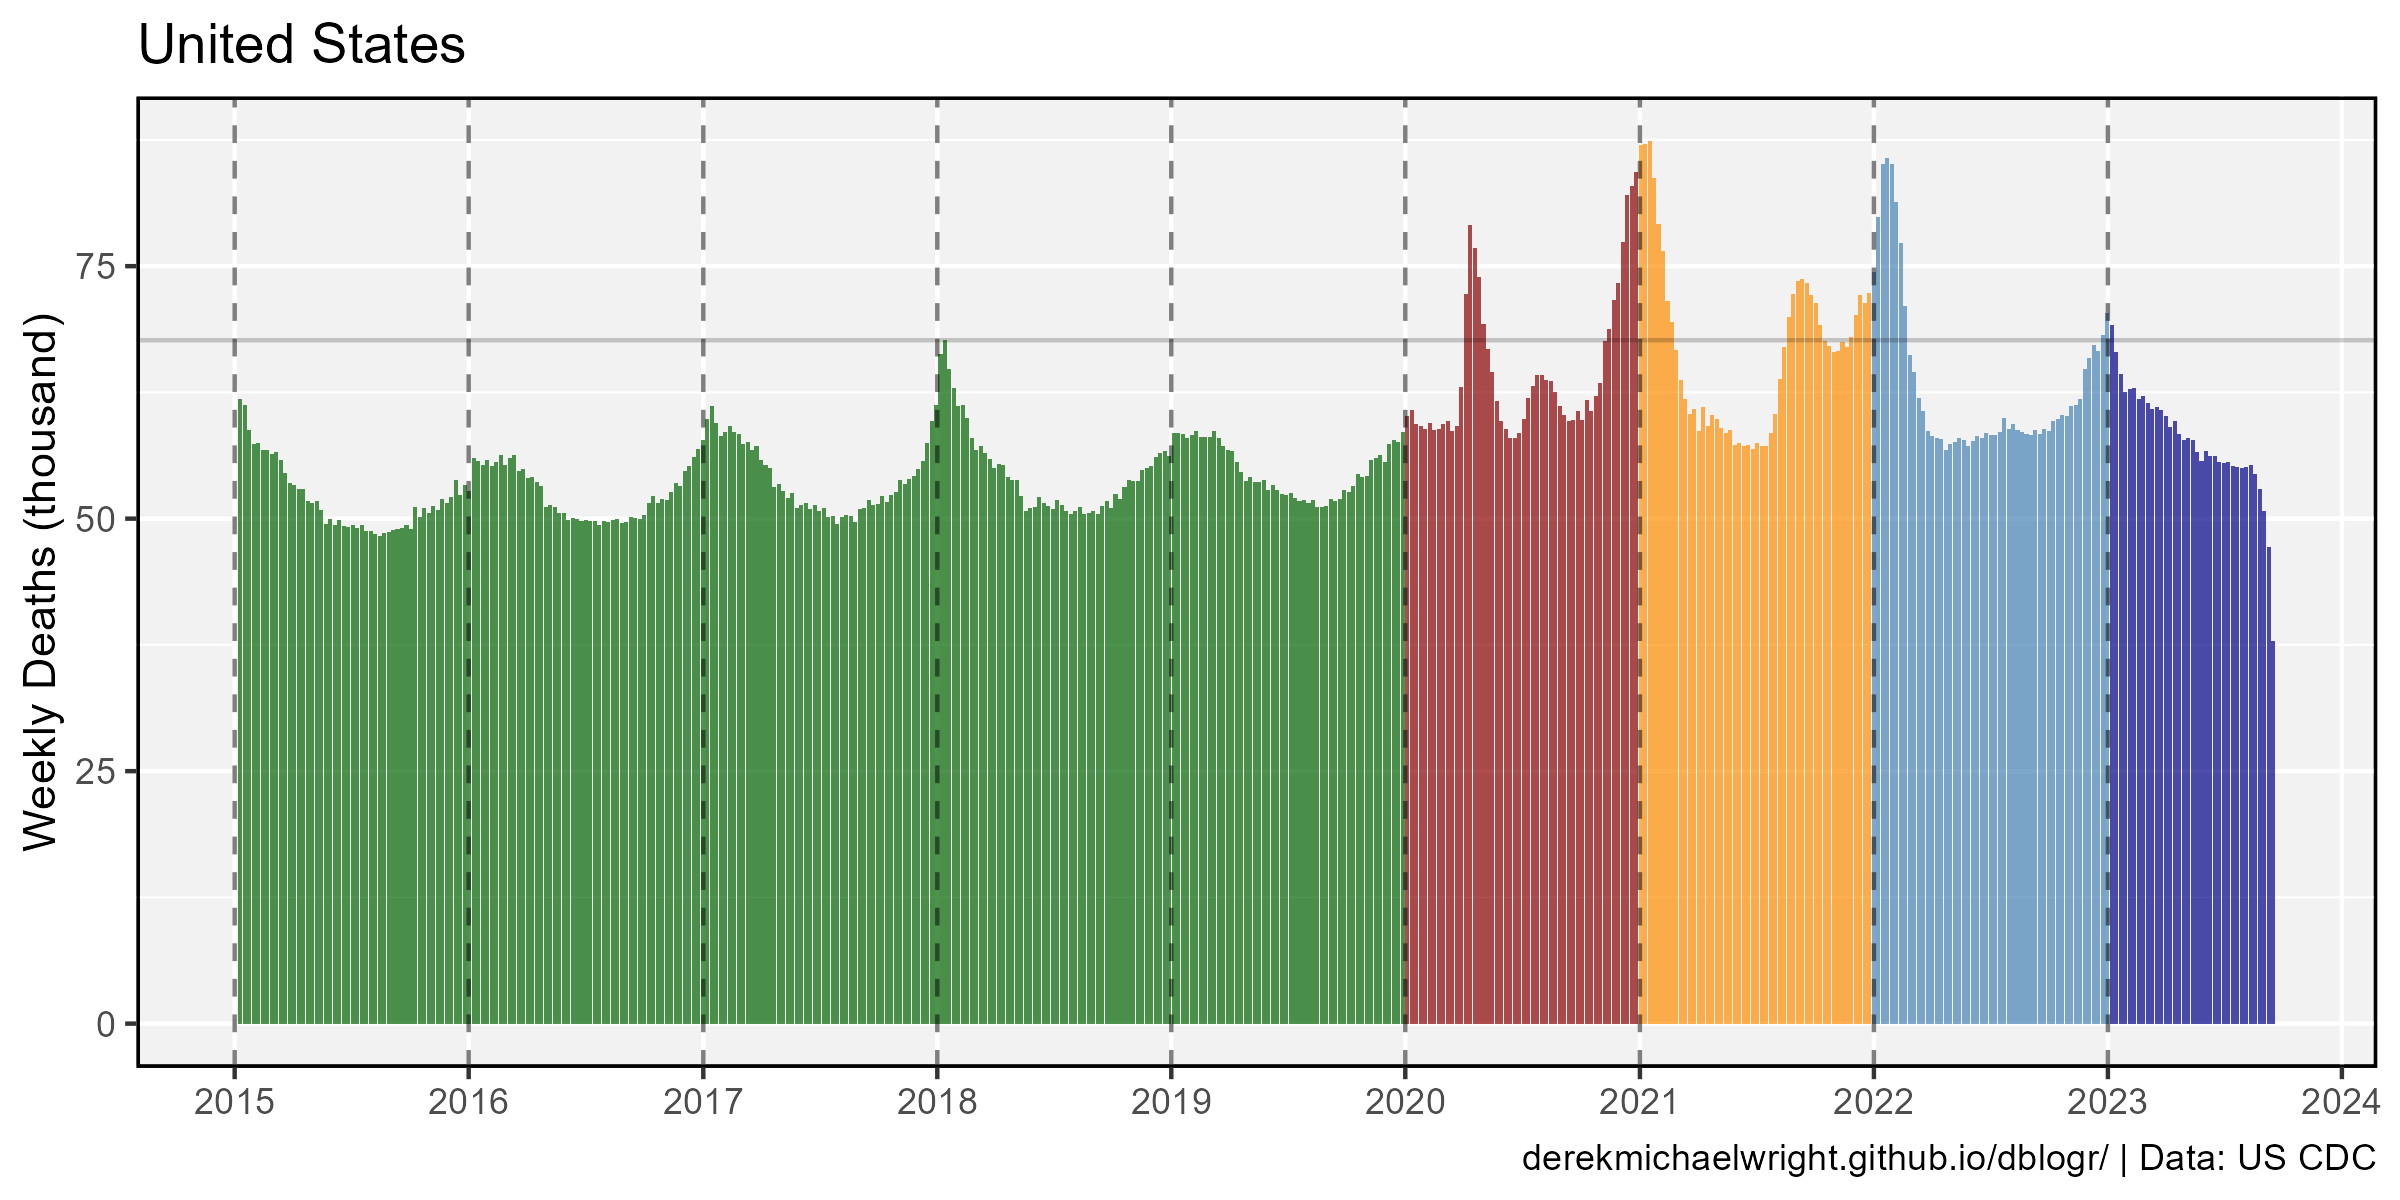 United States
Weekly Deaths (thousand)
75
50
25
0
2015 2016 2017 2018 2019 2020 2021 2022 2023 2024
derekmichaelwright.github.io/dblogr/ | Data: US CDC